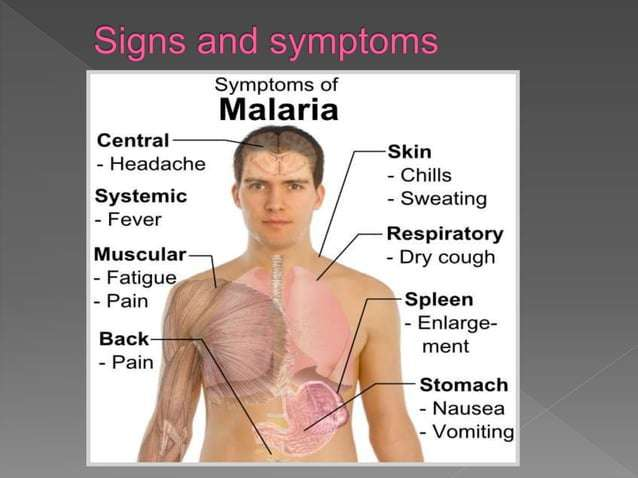 Signs and symptoms
Symptoms of
Malaria
Central
- Headache
Systemic
- Fever
Muscular
- Fatigue
- Pain
Back
- Pain
Skin
- Chills
- Sweating
Respiratory
- Dry cough
Spleen
- Enlarge-
ment
Stomach
- Nausea
- Vomiting